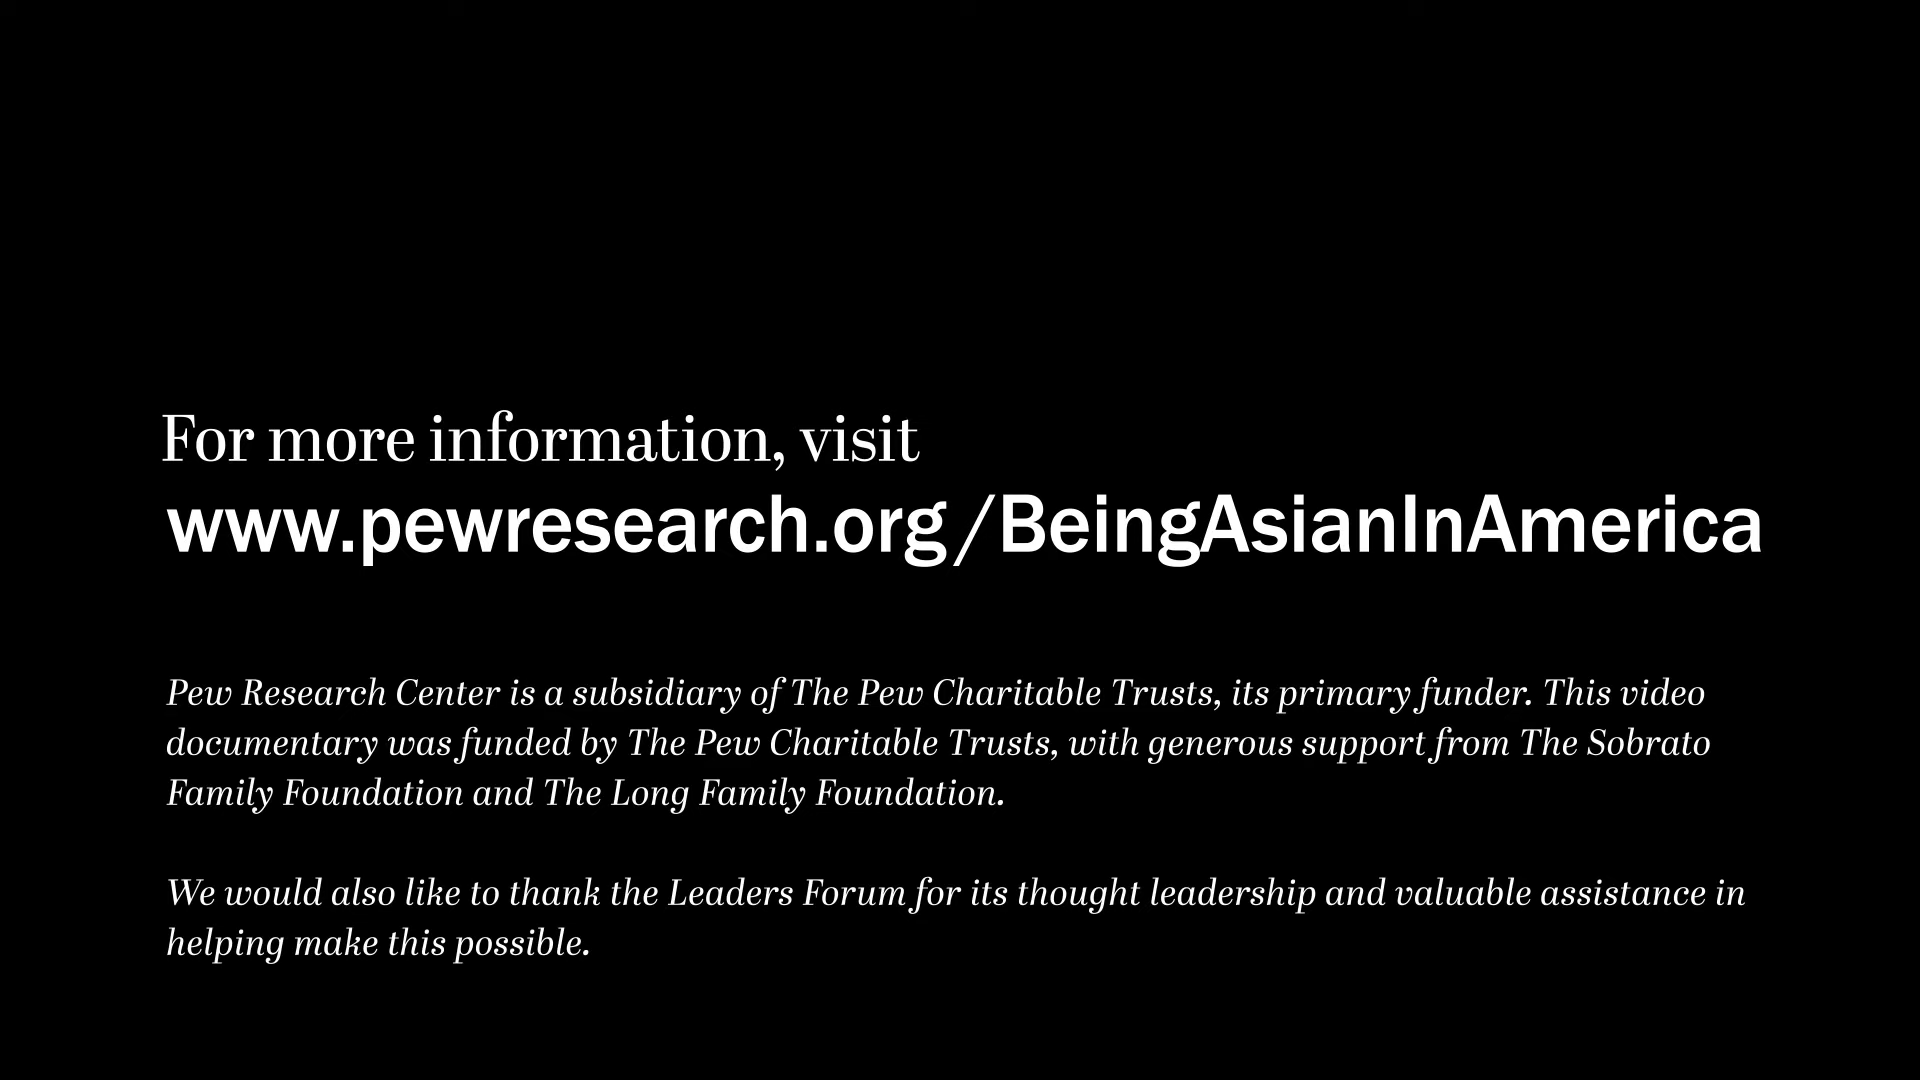 For more information, visit
www.pewresearch.org/BeingAsianInAmerica
Pew Research Center is a subsidiary of The Pew Charitable Trusts, its primary funder. This video
documentary was funded by The Pew Charitable Trusts, with generous support from The Sobrato
Family Foundation and The Long Family Foundation.
We would also like to thank the Leaders Forum for its thought leadership and valuable assistance in
helping make this possible.